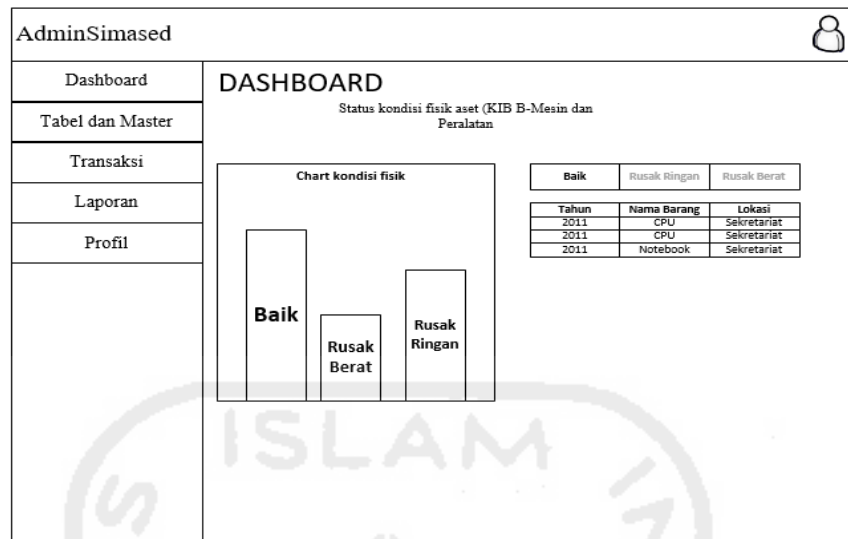 AdminSimased
Dashboard
Tabel dan Master
Transaksi
Laporan
Profil
DASHBOARD
Status kondisi fisik aset (KIB B-Mesin dan
Peralatan
Chart kondisi fisik
Baik
Rusak
Berat
Rusak
Ringan
Baik Rusak Ringan Rusak Berat
Tahun Nama Barang Lokasi
2011 CPU Sekretariat
2011 CPU Sekretariat
2011 Notebook Sekretariat
ISLAM